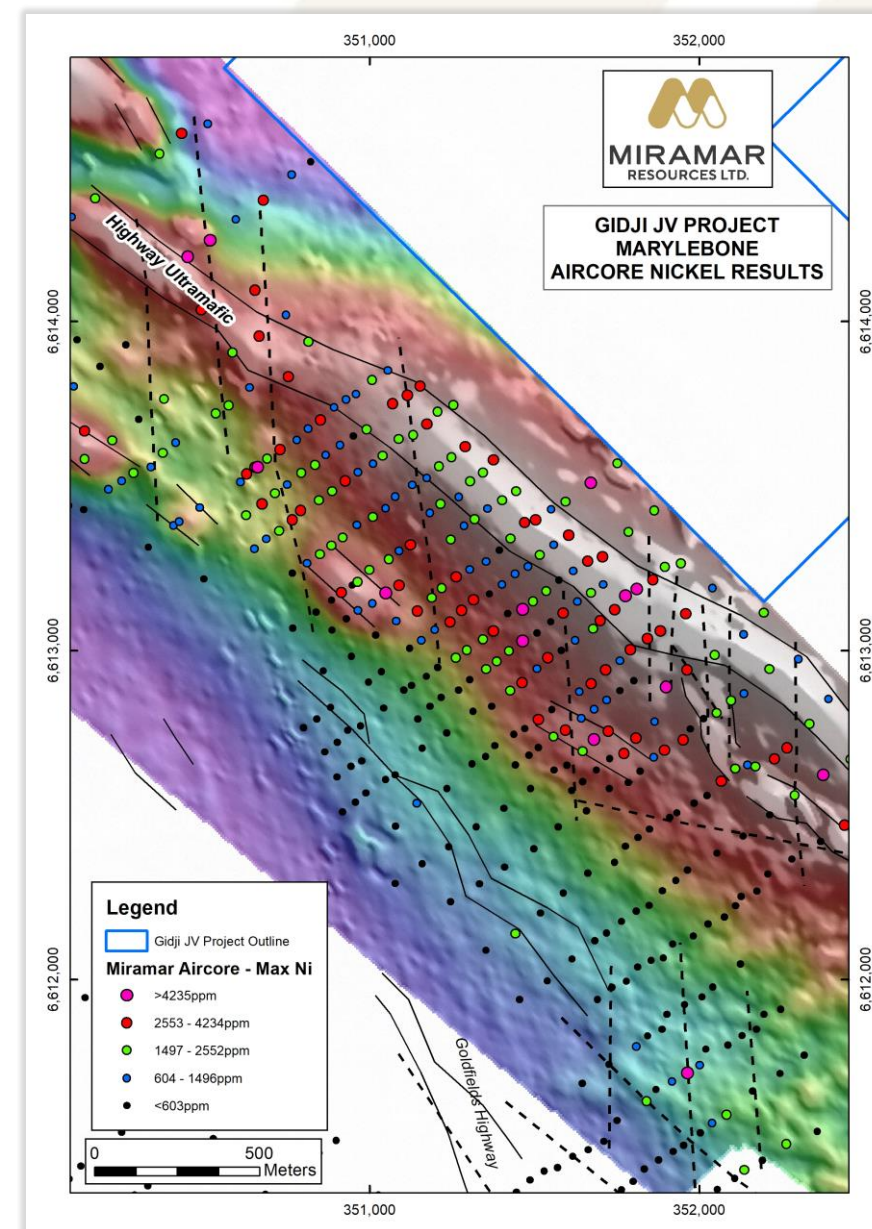 351,000
352,000
MIRAMAR
RESOURCES LTD.
GIDJI JV PROJECT
MARYLEBONE
AIRCORE NICKEL RESULTS
Highway Ultramafic
6,614,000
6,614,000
6,613,000
6,613,000
6,612,000
6,612,000
Legend
Gidji JV Project Outline
Miramar Aircore - Max Ni
>4235ppm
2553 - 4234ppm
1497 - 2552ppm
604 - 1496ppm
<603ppm
0
500
Meters
Goldfields Highway
351,000
352,000